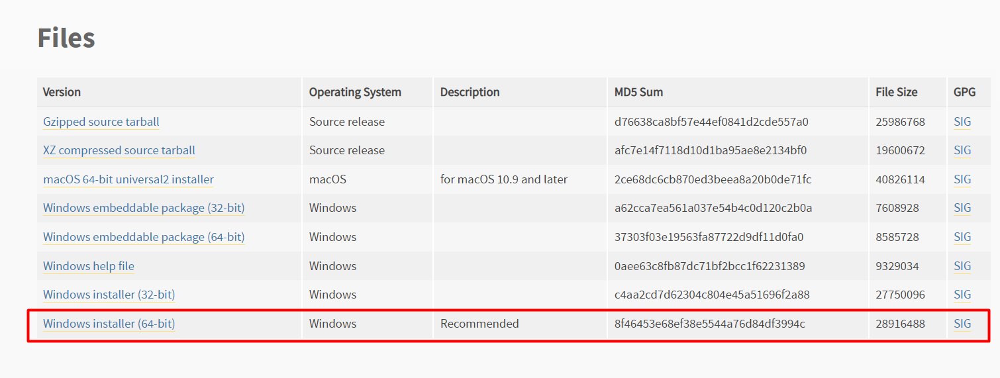 Files
Version Operating System Description MD5 Sum File Size GPG
Gzipped source tarball Source release d76638ca8bf57e44ef0841d2cde557a0 25986768 SIG
XZ compressed source tarball Source release afc7e14f7118d10d1ba95ae8e2134bf0 19600672 SIG
macOS 64-bit universal2 installer macOS for macOS 10.9 and later 2ce68dc6cb870ed3beea8a20b0de71fc 40826114 SIG
Windows embeddable package (32-bit) Windows a62cca7ea561a037e54b4c0d120c2b0a 7608928 SIG
Windows embeddable package (64-bit) Windows 37303f03e19563fa87722d9df11d0fa0 8585728 SIG
Windows help file Windows 0aee63c8fb87dc71bf2bcc1f62231389 9329034 SIG
Windows installer (32-bit) Windows c4aa2cd7d62304c804e45a51696f2a88 27750096 SIG
Windows installer (64-bit) Windows Recommended 8f46453e68ef38e5544a76d84df3994c 28916488 SIG